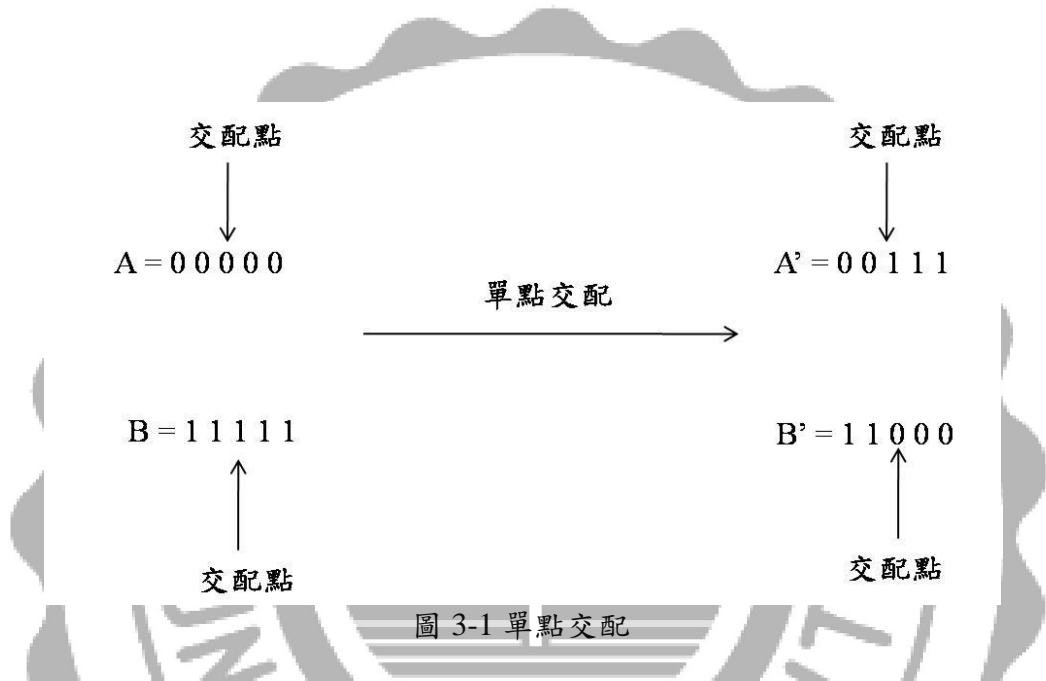 交配點 交配點
A = 0 0 0 0 0 A’ = 0 0 1 1 1
單點交配
B = 1 1 1 1 1 B’ = 1 1 0 0 0
交配點 交配點
圖 3-1 單點交配